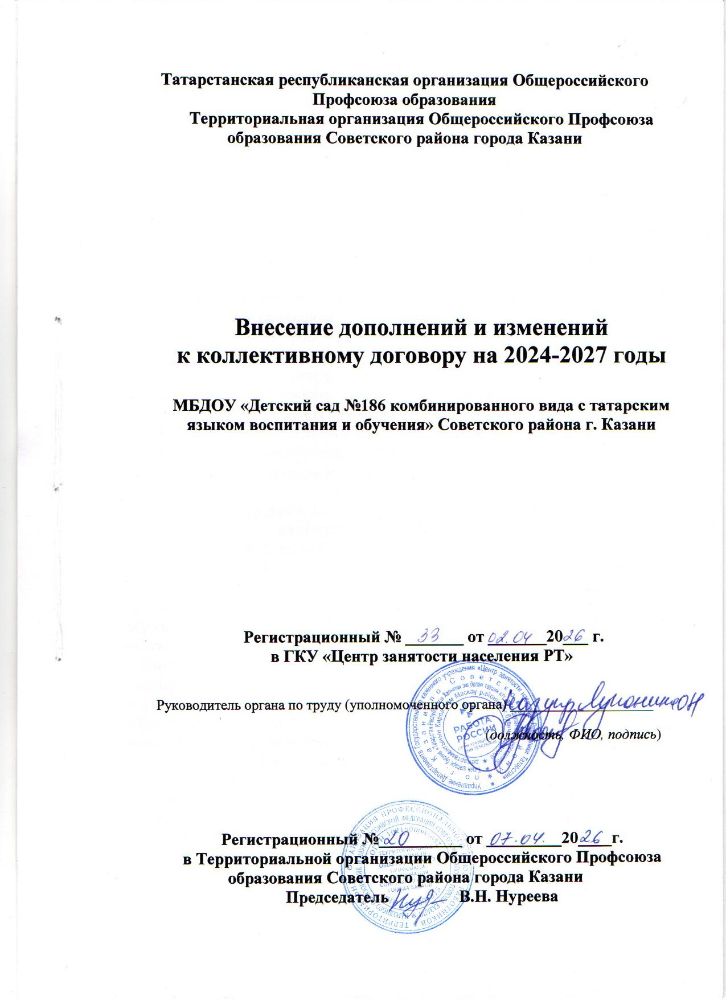 Татарстанская республиканская организация Общероссийского
Профсоюза образования
Территориальная организация Общероссийского Профсоюза
образования Советского района города Казани
Внесение дополнений и изменений
к коллективному договору на 2024-2027 годы
МБДОУ «Детский сад №186 комбинированного вида с татарским
языком воспитания и обучения» Советского района г. Казани
Регистрационный № 33 от 02.04 2026 г.
в ГКУ «Центр занятости населения РТ»
Руководитель органа по труду (уполномоченного органа)
(должность, ФИО, подпись)
РАБОТА
РОССИИ
Регистрационный № 20 от 07.04. 2026 г.
в Территориальной организации Общероссийского Профсоюза
образования Советского района города Казани
Председатель В.Н. Нуреева